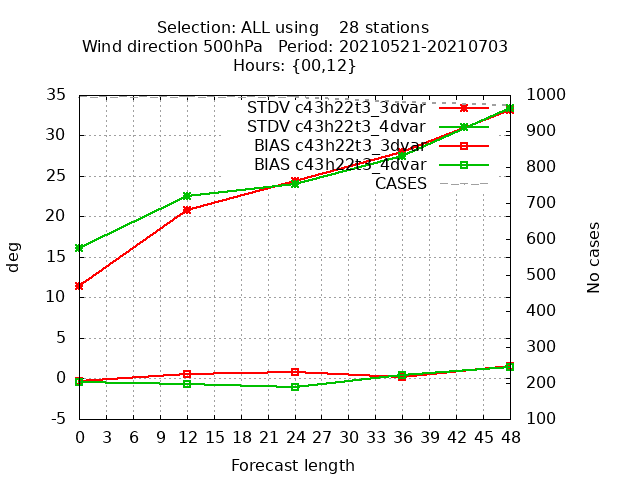 Selection: ALL using    28 stations
Wind direction 500hPa   Period: 20210521-20210703
Hours: {00,12}
35 1000
STDV c43h22t3_3dvar
STDV c43h22t3_4dvar
30 900
BIAS c43h22t3_3dvar
BIAS c43h22t3_4dvar
25 800
CASES
20 700
15 600
10 500
5 400
0 300
-5 200
100
deg
No cases
0 3 6 9 12 15 18 21 24 27 30 33 36 39 42 45 48
Forecast length